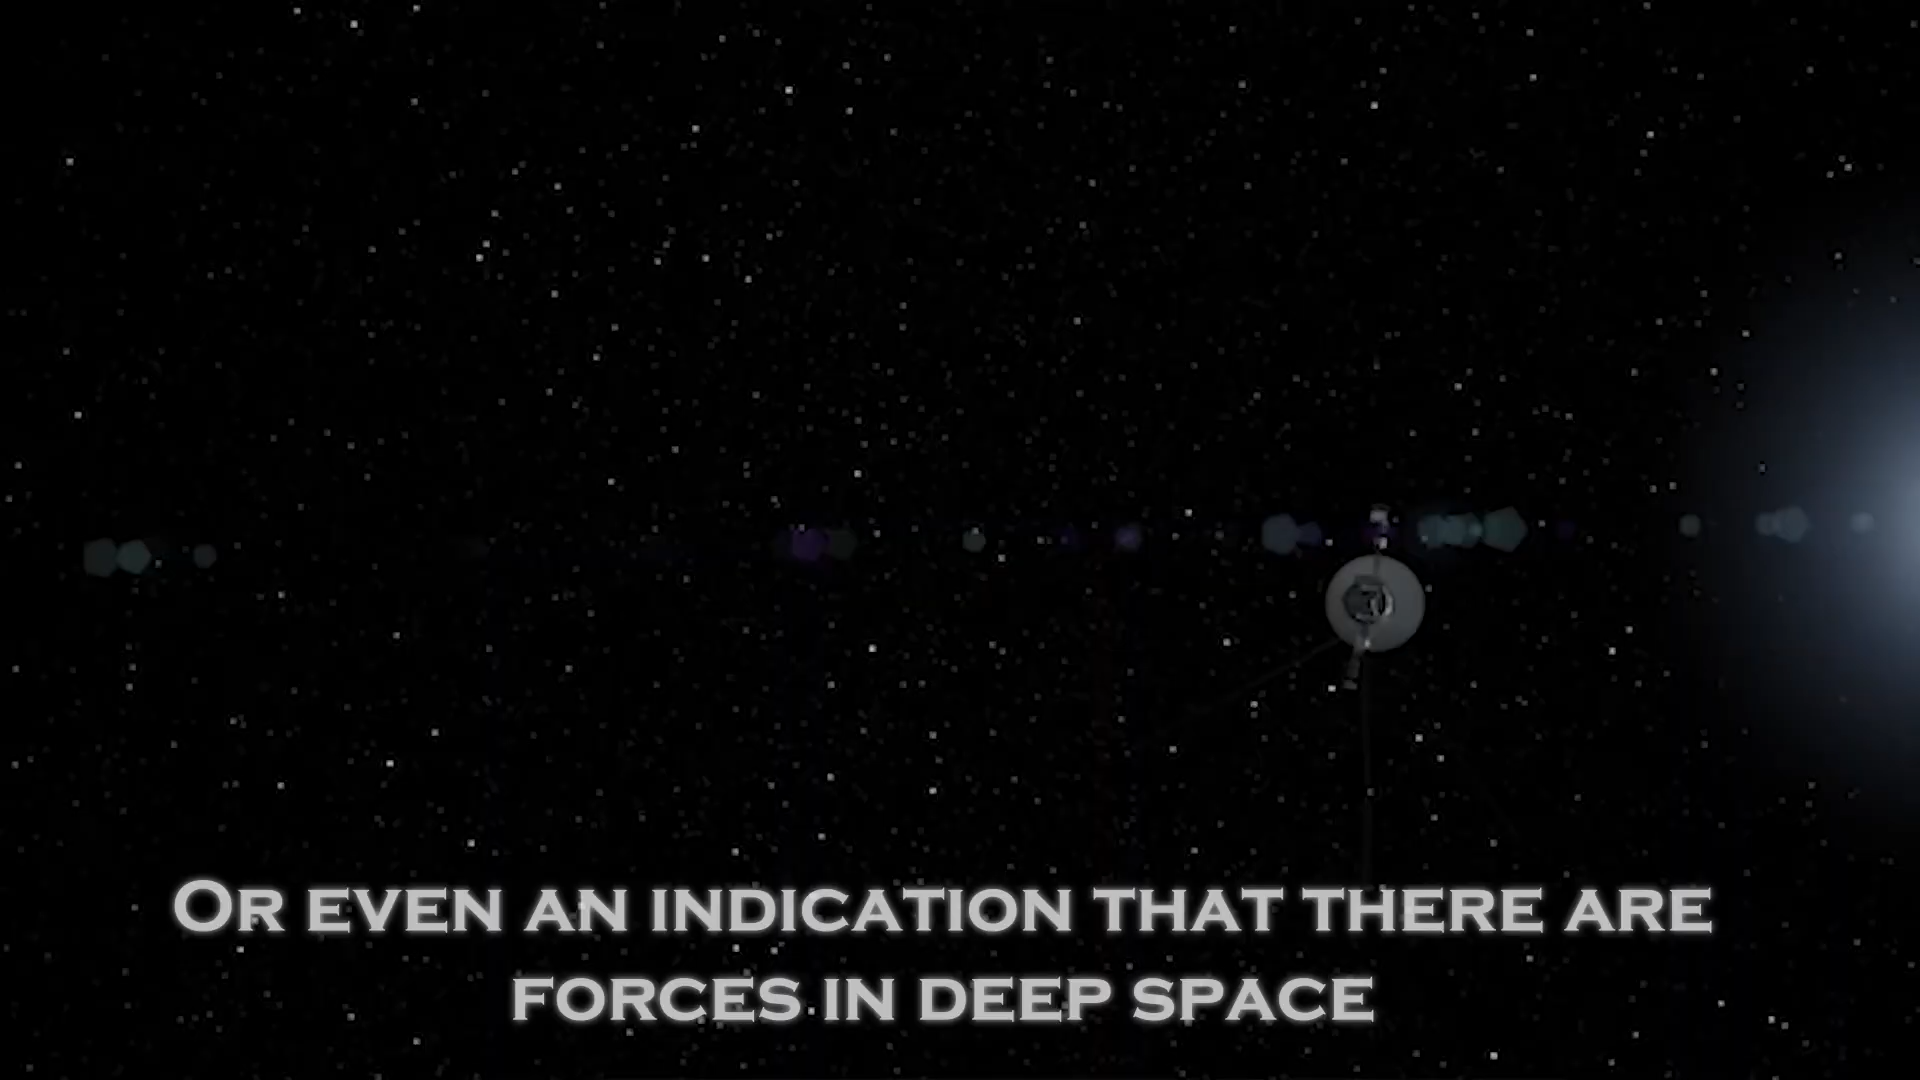 Or even an indication that there are
forces in deep space